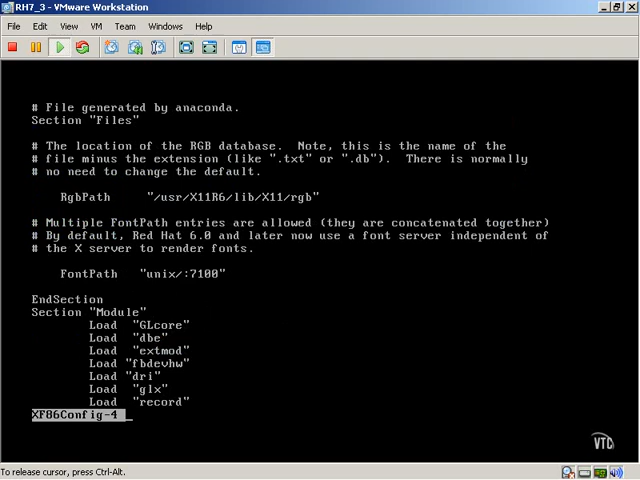 RH7_3 - VMware Workstation
File Edit View VM Team Windows Help
# File generated by anaconda.
Section "Files"
# The location of the RGB database.  Note, this is the name of the
# file minus the extension (like ".txt" or ".db").  There is normally
# no need to change the default.
RgbPath "/usr/X11R6/lib/X11/rgb"
# Multiple FontPath entries are allowed (they are concatenated together)
# By default, Red Hat 6.0 and later now use a font server independent of
# the X server to render fonts.
FontPath "unix/:7100"
EndSection
Section "Module"
Load "GLcore"
Load "dbe"
Load "extmod"
Load "fbdevhw"
Load "dri"
Load "glx"
Load "record"
XF86Config-4
VTC
To release cursor, press Ctrl-Alt.